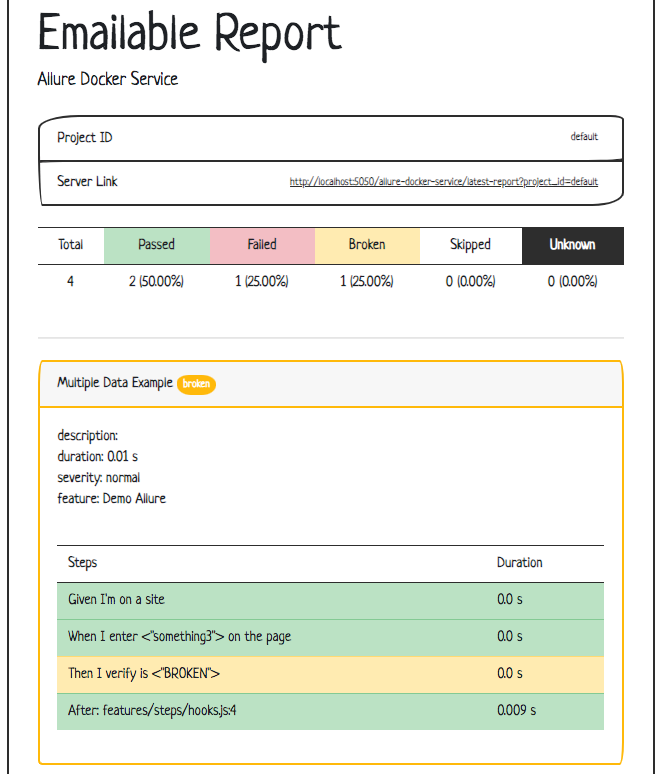 Emailable Report
Allure Docker Service
Project ID default
Server Link http://localhost:5050/allure-docker-service/latest-report?project_id=default
Total Passed Failed Broken Skipped Unknown
4 2 (50.00%) 1 (25.00%) 1 (25.00%) 0 (0.00%) 0 (0.00%)
Multiple Data Example broken
description:
duration: 0.01 s
severity: normal
feature: Demo Allure
Steps Duration
Given I'm on a site 0.0 s
When I enter <"something3"> on the page 0.0 s
Then I verify is <"BROKEN"> 0.0 s
After: features/steps/hooks.js:4 0.009 s